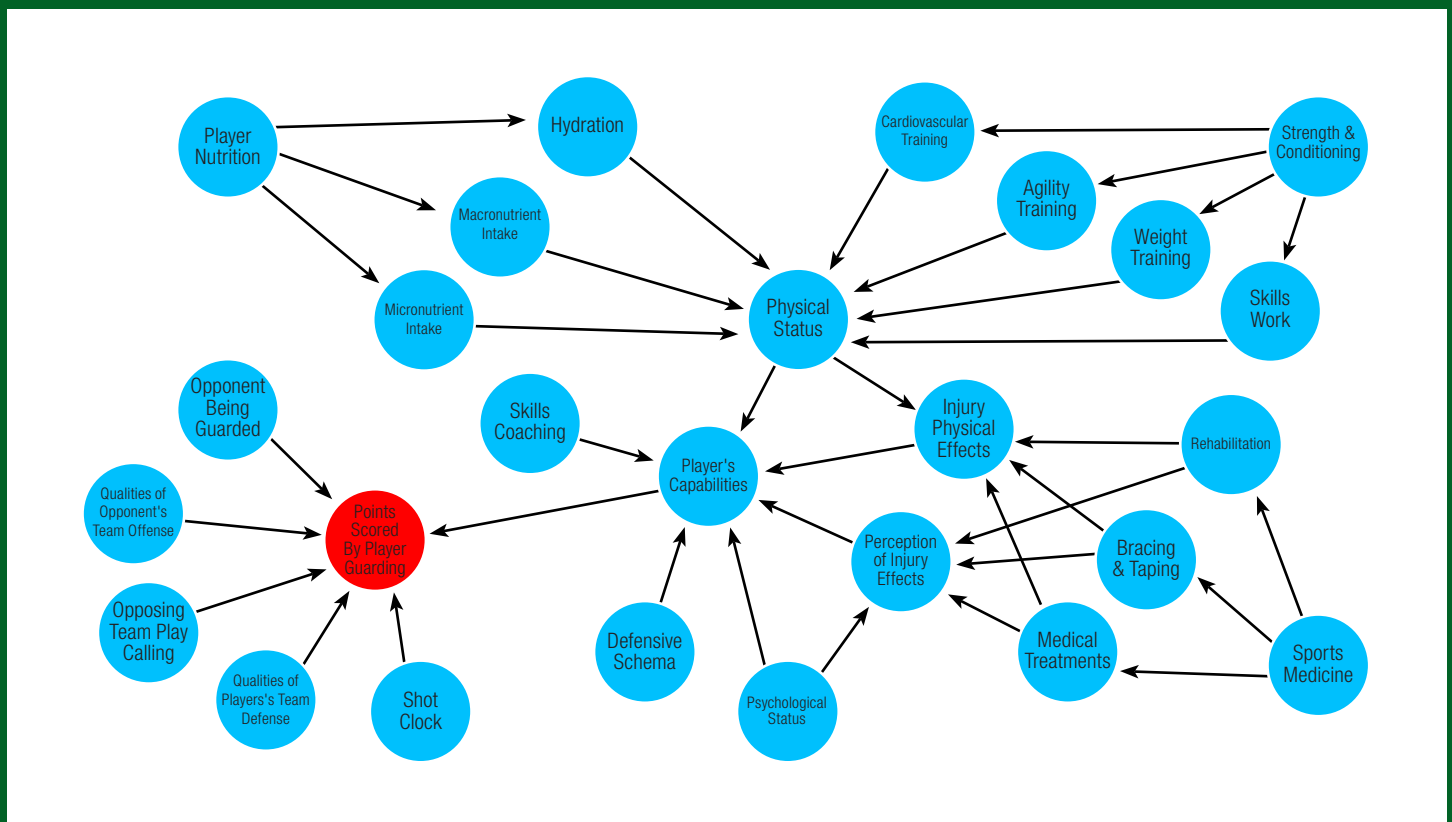 Player
Nutrition
Hydration
Cardiovascular
Training
Strength &
Conditioning
Macronutrient
Intake
Agility
Training
Weight
Training
Micronutrient
Intake
Physical
Status
Skills
Work
Opponent
Being
Guarded
Skills
Coaching
Injury
Physical
Effects
Rehabilitation
Player's
Capabilities
Qualities of
Opponent's
Team Offense
Points
Scored
By Player
Guarding
Perception
of Injury
Effects
Bracing
& Taping
Opposing
Team Play
Calling
Defensive
Schema
Medical
Treatments
Sports
Medicine
Qualities of
Players's Team
Defense
Shot
Clock
Psychological
Status